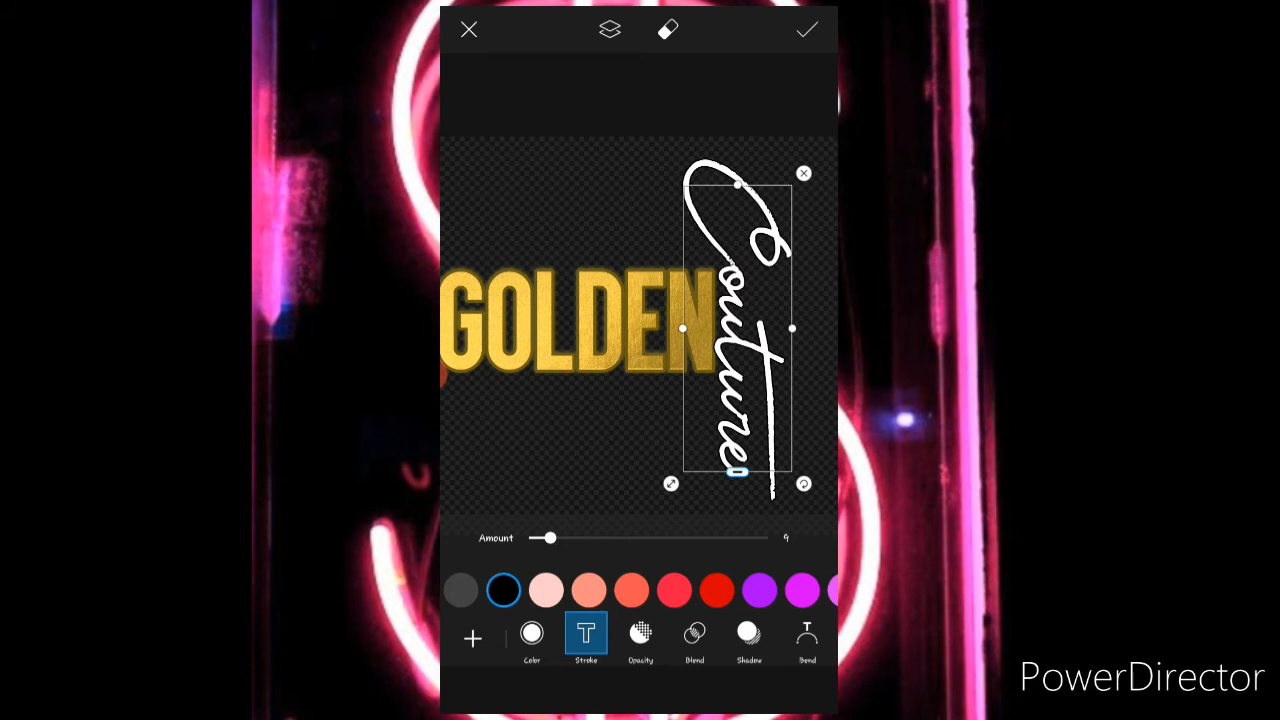 GOLDEN
Couture
Amount 9
Color Stroke Opacity Blend Shadow Bend
PowerDirector